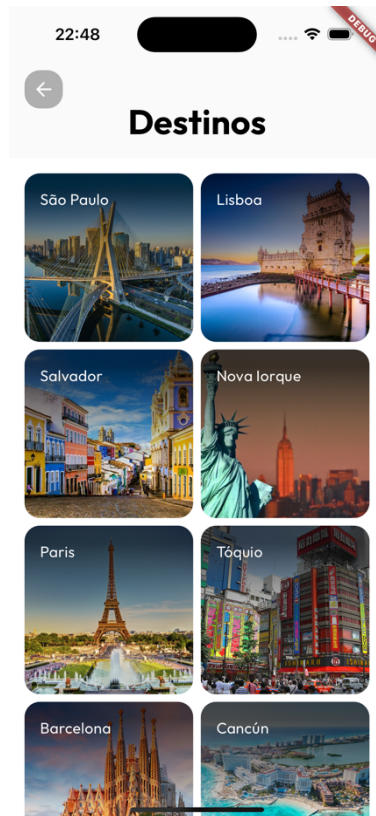 22:48
DEBUG
Destinos
São Paulo
Lisboa
Salvador
Nova Iorque
Paris
Tóquio
Barcelona
Cancún